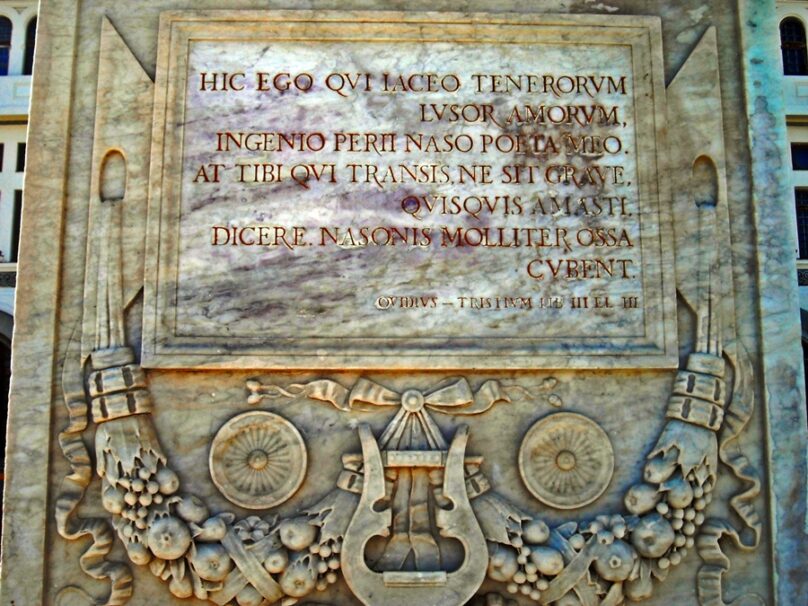 HIC EGO QVI IACEO TENERORVM
LVSOR AMORVM,
INGENIO PERII NASO POETA MEO.
AT TIBI QVI TRANSIS, NE SIT GRAVE,
QVISQVIS AMASTI,
DICERE. NASONIS MOLLITER OSSA
CVBENT.
OVIDIVS – TRISTIVM LIB III EL III